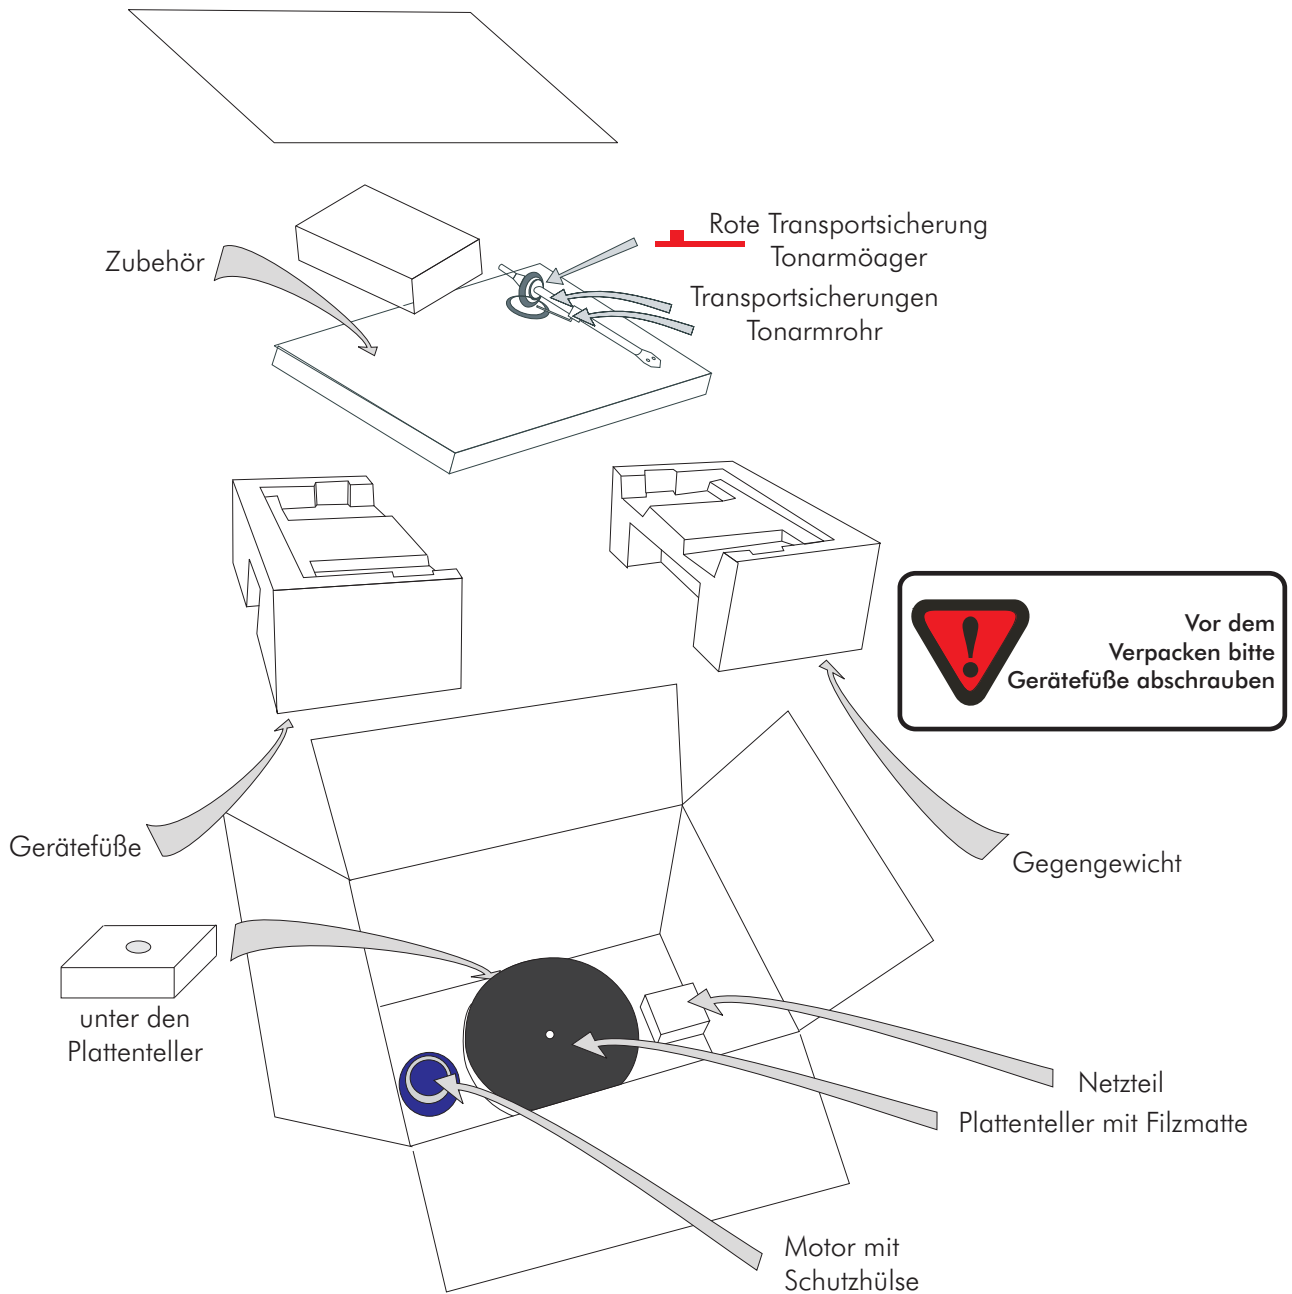 Rote Transportsicherung
Tonarmöager
Zubehör
Transportsicherungen
Tonarmrohr
Vor dem
Verpacken bitte
Gerätefüße abschrauben
Gerätefüße
Gegengewicht
unter den
Plattenteller
Netzteil
Plattenteller mit Filzmatte
Motor mit
Schutzhülse